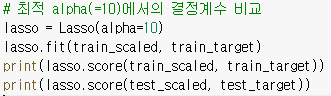 # 최적 alpha(=10)에서의 결정계수 비교
lasso = Lasso(alpha=10)
lasso.fit(train_scaled, train_target)
print(lasso.score(train_scaled, train_target))
print(lasso.score(test_scaled, test_target))